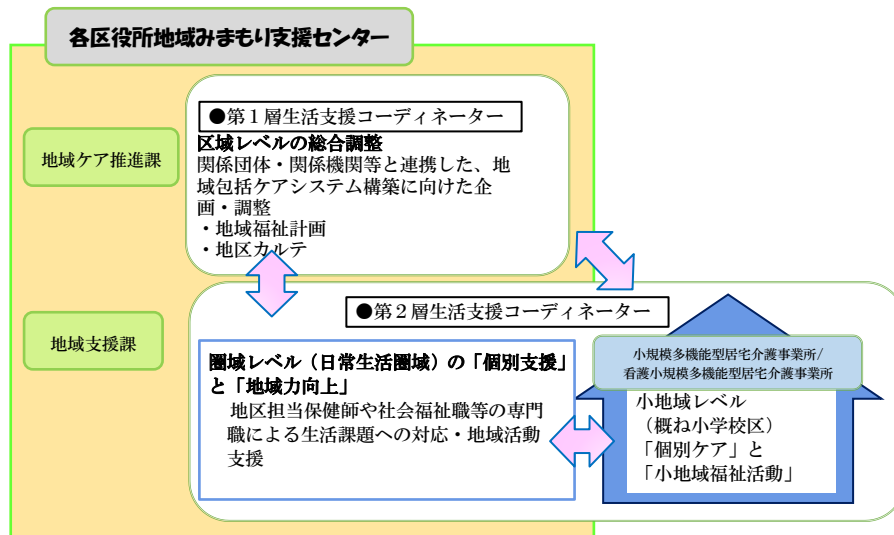 各区役所地域みまもり支援センター
地域ケア推進課
●第１層生活支援コーディネーター
区域レベルの総合調整
関係団体・関係機関等と連携した、地
域包括ケアシステム構築に向けた企
画・調整
・地域福祉計画
・地区カルテ
地域支援課
●第２層生活支援コーディネーター
圏域レベル（日常生活圏域）の「個別支援」
と「地域力向上」
地区担当保健師や社会福祉職等の専門
職による生活課題への対応・地域活動
支援
小規模多機能型居宅介護事業所/
看護小規模多機能型居宅介護事業所
小地域レベル
（概ね小学校区）
「個別ケア」と
「小地域福祉活動」